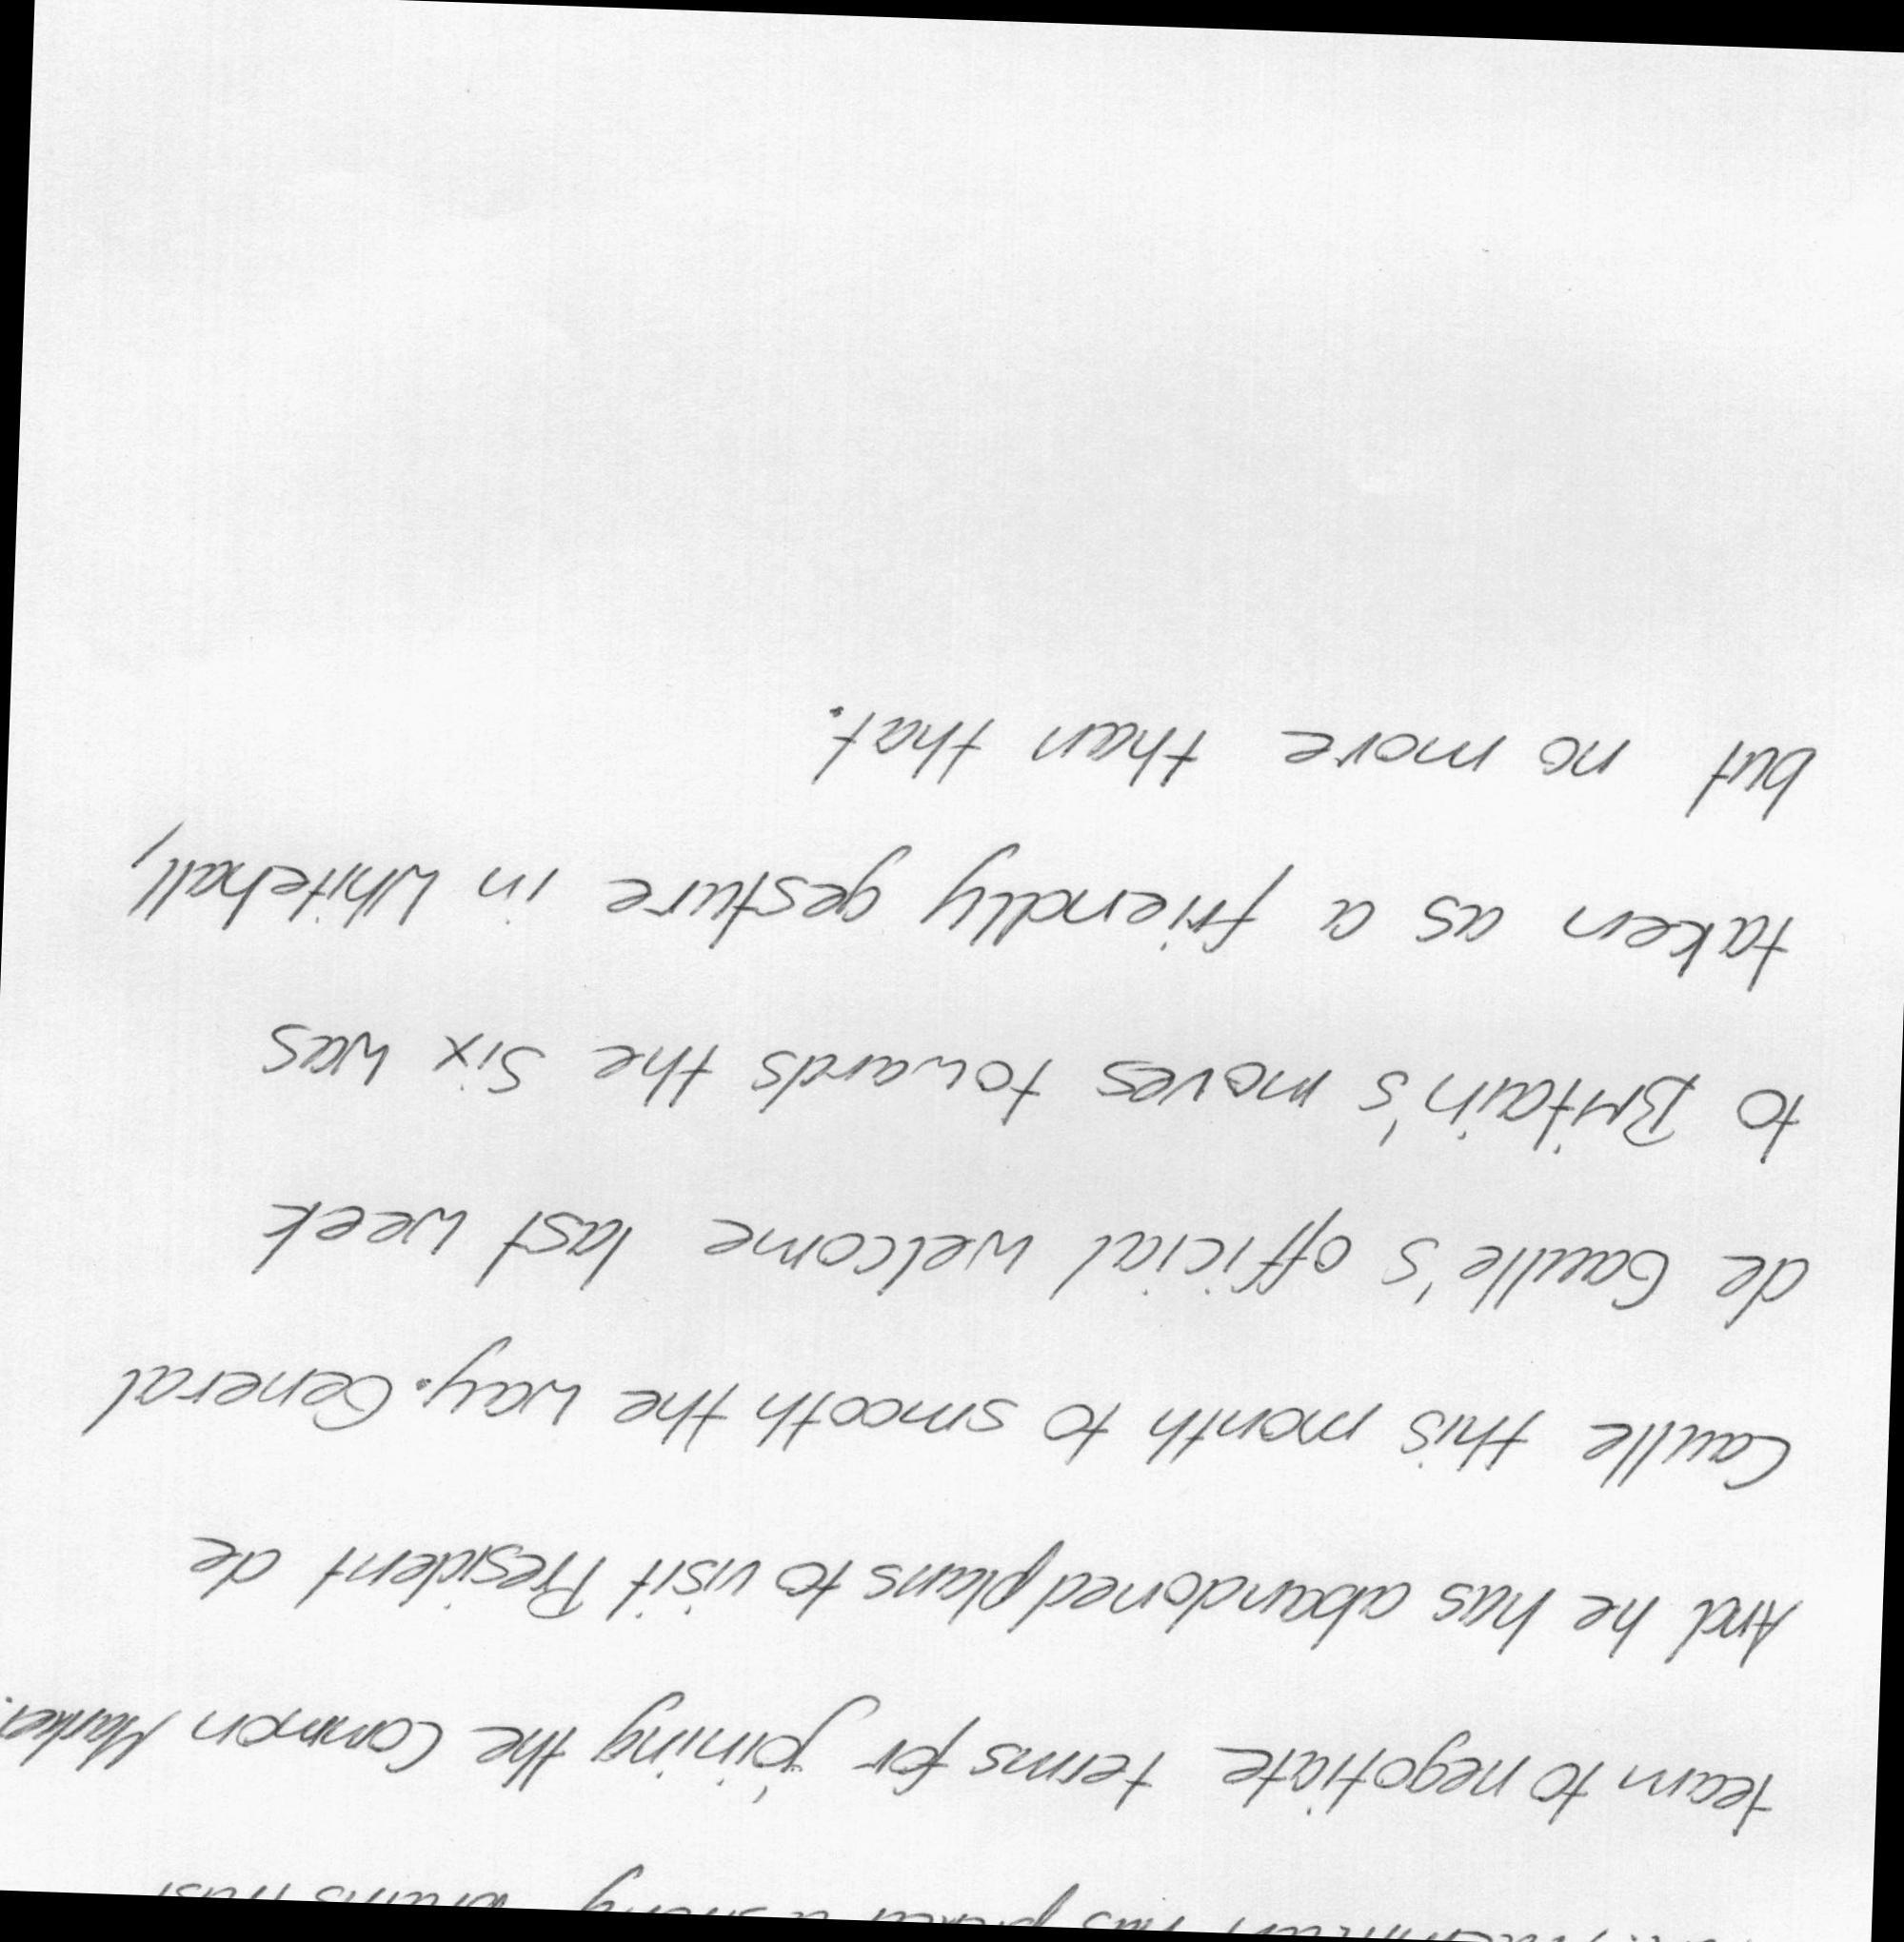 team to negotiate terms for joining the Common Market.
And he has abandoned plans to visit President de
Gaulle this month to smooth the way. General
de Gaulle's official welcome last week
to Britain's moves towards the Six was
taken as a friendly gesture in Whitehall,
but no more than that.